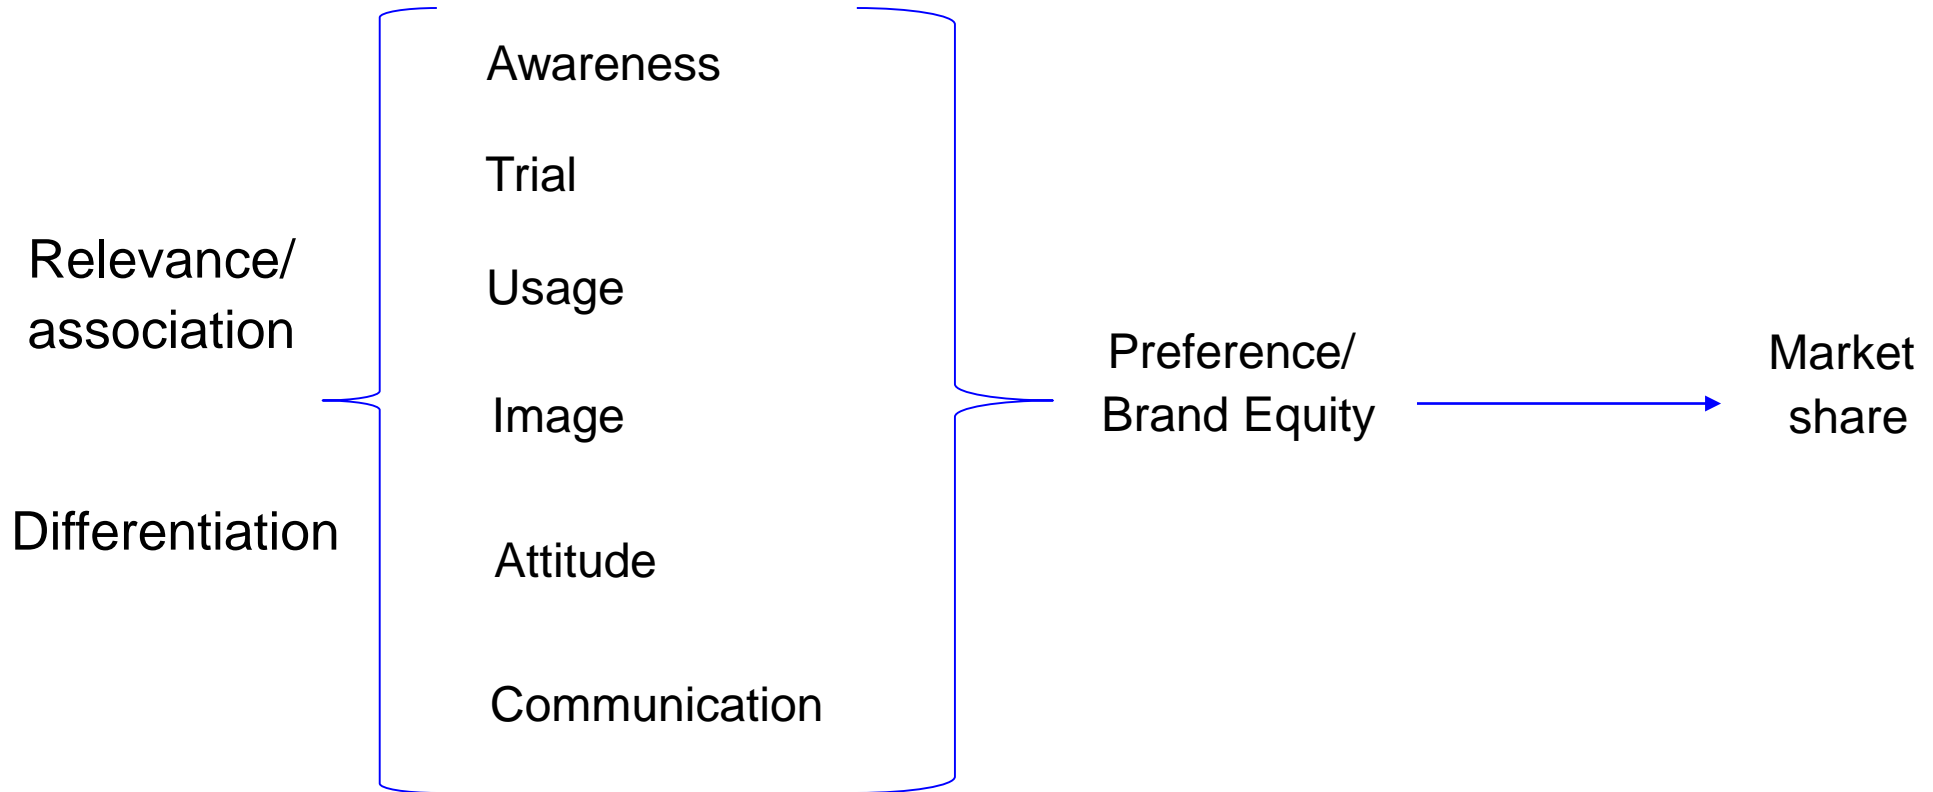 Relevance/
association
Differentiation
Awareness
Trial
Usage
Image
Attitude
Communication
Preference/
Brand Equity
Market
share